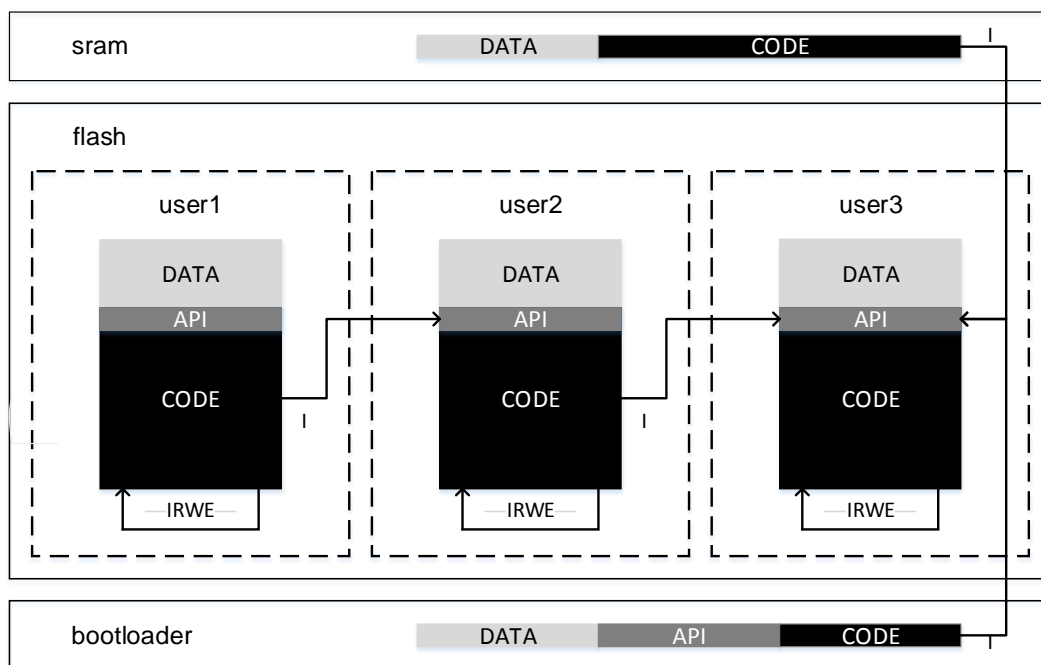 sram
DATA CODE I
flash
user1 user2 user3
DATA DATA DATA
API API API
CODE CODE CODE
I I
IRWE IRWE IRWE
bootloader
DATA API CODE I